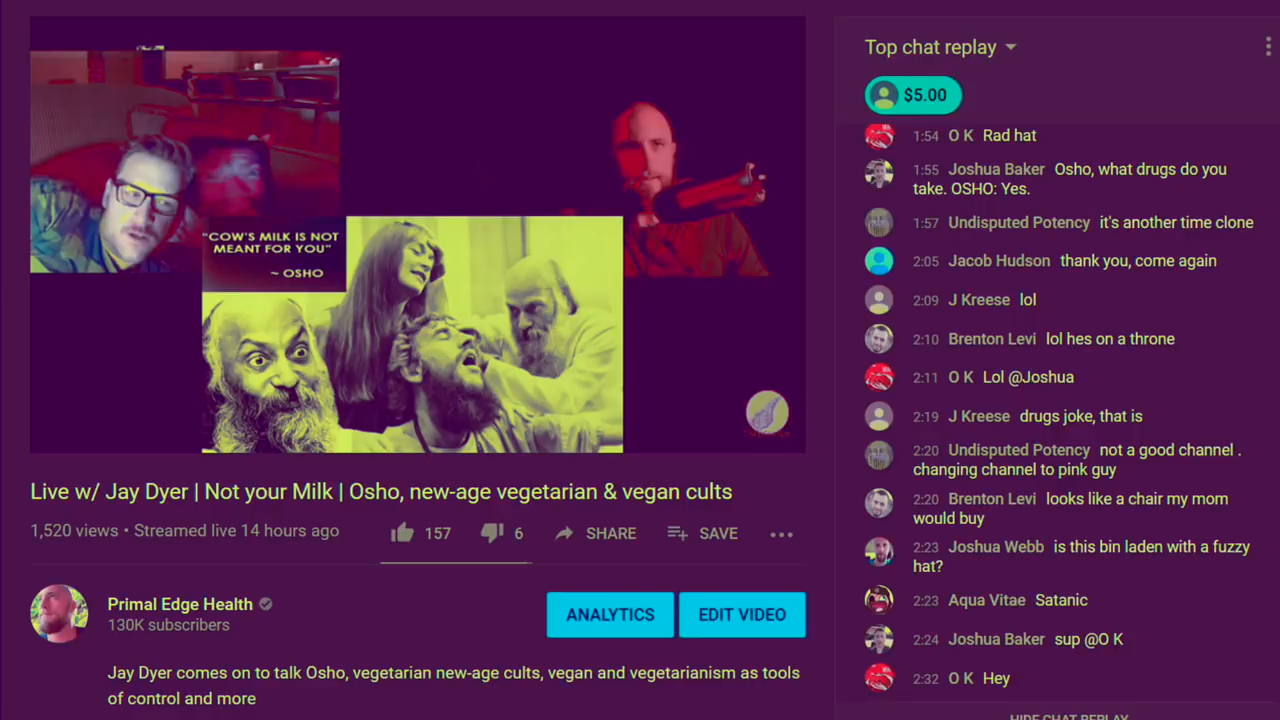 "COW'S MILK IS NOT
MEANT FOR YOU"
~ OSHO
Live w/ Jay Dyer | Not your Milk | Osho, new-age vegetarian & vegan cults
1,520 views • Streamed live 14 hours ago
157
6
SHARE
SAVE
Primal Edge Health
130K subscribers
ANALYTICS
EDIT VIDEO
Jay Dyer comes on to talk Osho, vegetarian new-age cults, vegan and vegetarianism as tools
of control and more
Top chat replay
$5.00
1:54 O K Rad hat
1:55 Joshua Baker Osho, what drugs do you
take. OSHO: Yes.
1:57 Undisputed Potency it's another time clone
2:05 Jacob Hudson thank you, come again
2:09 J Kreese lol
2:10 Brenton Levi lol hes on a throne
2:11 O K Lol @Joshua
2:19 J Kreese drugs joke, that is
2:20 Undisputed Potency not a good channel .
changing channel to pink guy
2:20 Brenton Levi looks like a chair my mom
would buy
2:23 Joshua Webb is this bin laden with a fuzzy
hat?
2:23 Aqua Vitae Satanic
2:24 Joshua Baker sup @O K
2:32 O K Hey
HIDE CHAT REPLAY